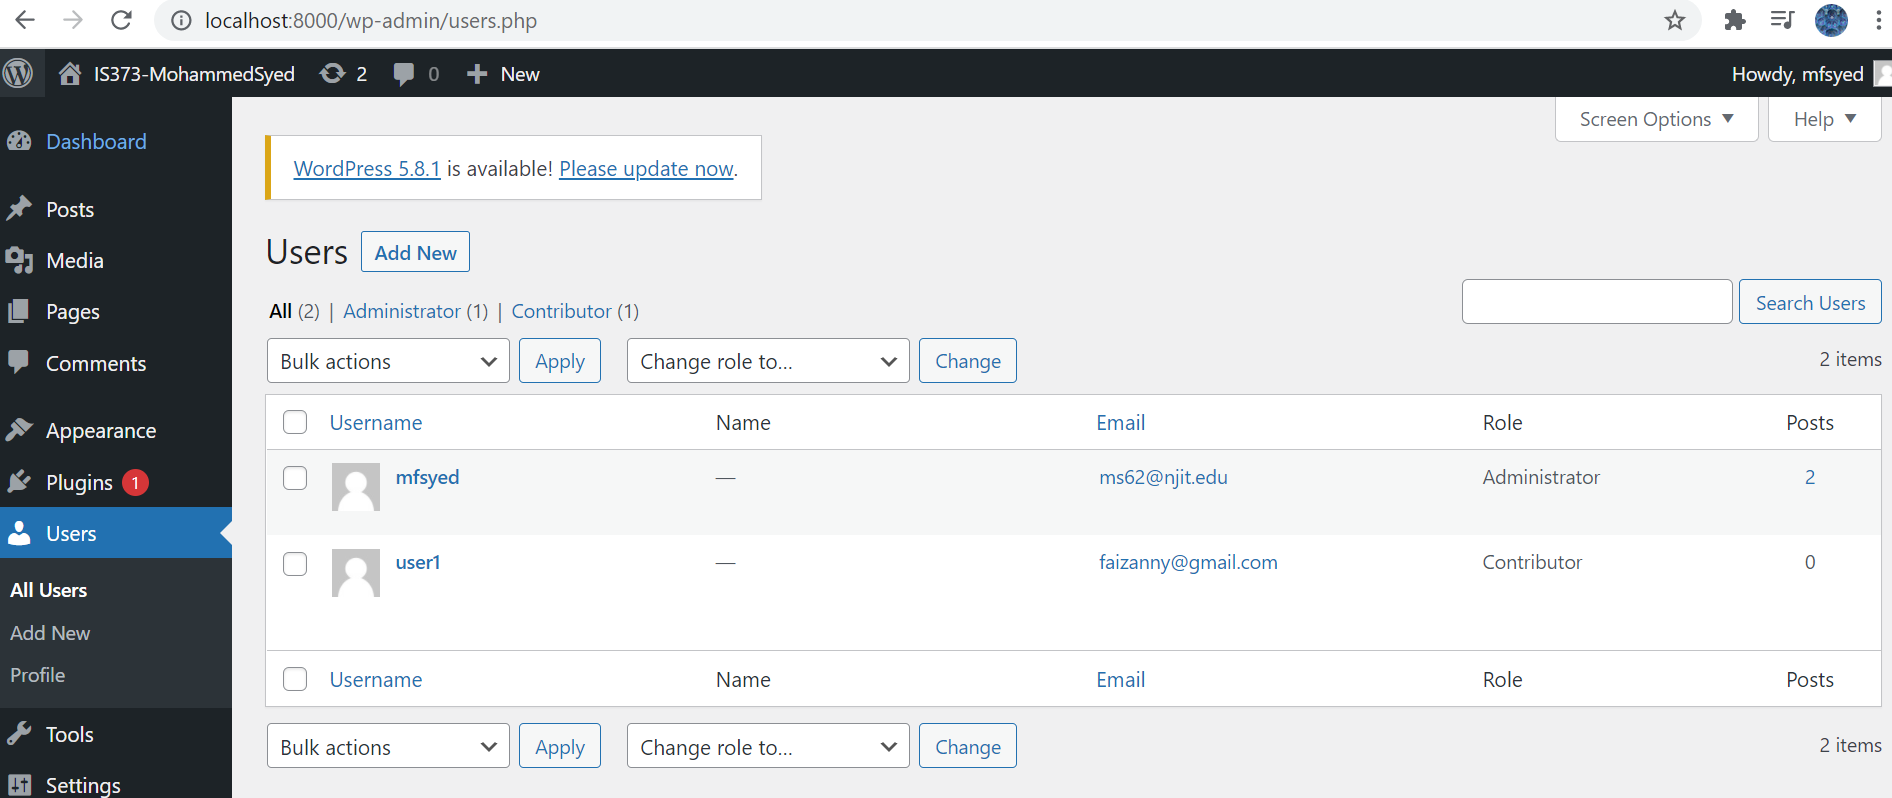 localhost:8000/wp-admin/users.php
IS373-MohammedSyed 2 0 New Howdy, mfsyed
Screen Options Help
Dashboard
Posts
Media
Pages
Comments
Appearance
Plugins 1
Users
All Users
Add New
Profile
Tools
Settings
WordPress 5.8.1 is available! Please update now.
Users Add New
All (2) | Administrator (1) | Contributor (1)
Search Users
Bulk actions Apply Change role to... Change 2 items
Username Name Email Role Posts
mfsyed — ms62@njit.edu Administrator 2
user1 — faizanny@gmail.com Contributor 0
Username Name Email Role Posts
Bulk actions Apply Change role to... Change 2 items